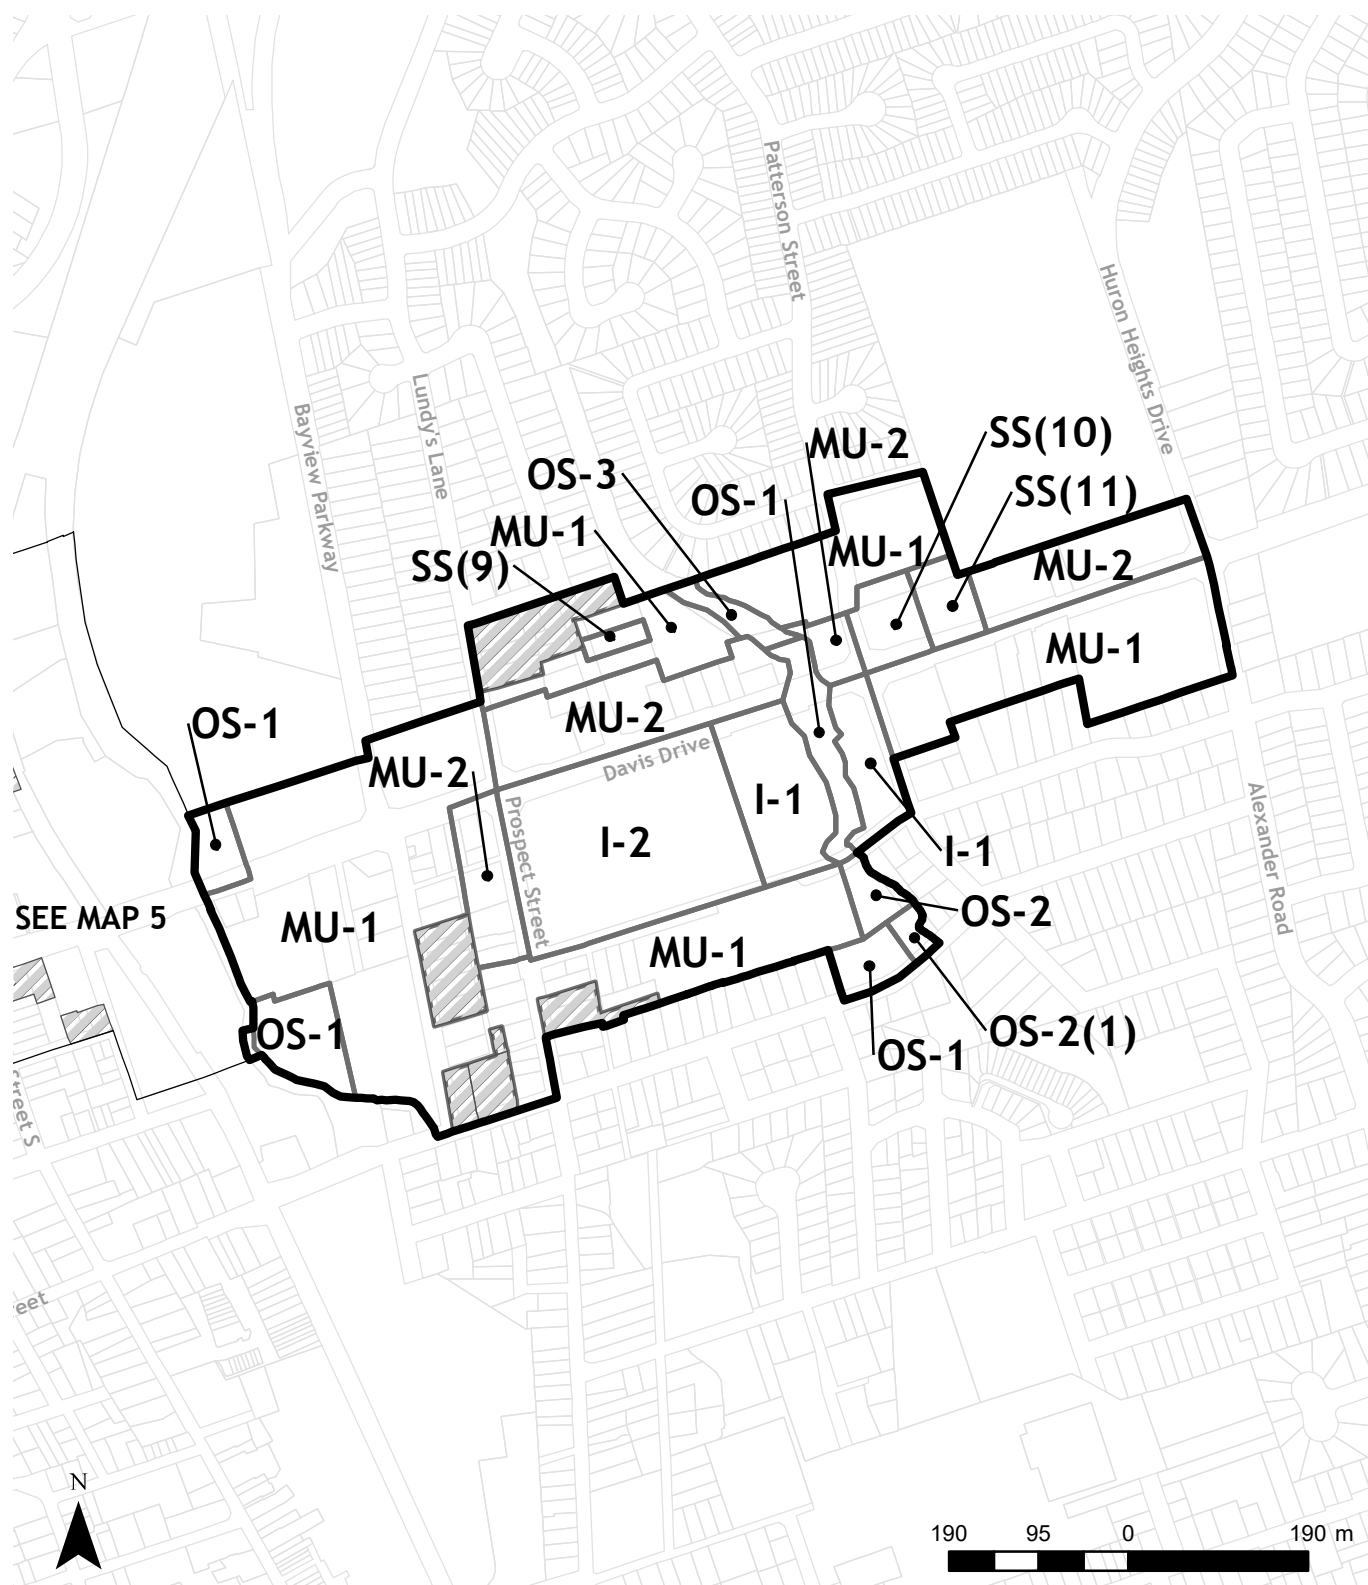 Patterson Street
Huron Heights Drive
Lundy's Lane
Bayview Parkway
MU-2
SS(10)
OS-3
OS-1
SS(11)
MU-1
MU-1
SS(9)
MU-2
MU-1
OS-1
MU-2
MU-2
Davis Drive
I-1
Prospect Street
I-2
I-1
Alexander Road
SEE MAP 5
MU-1
MU-1
OS-2
OS-1
OS-2(1)
OS-1
Street S
eet
N
190 95 0 190 m